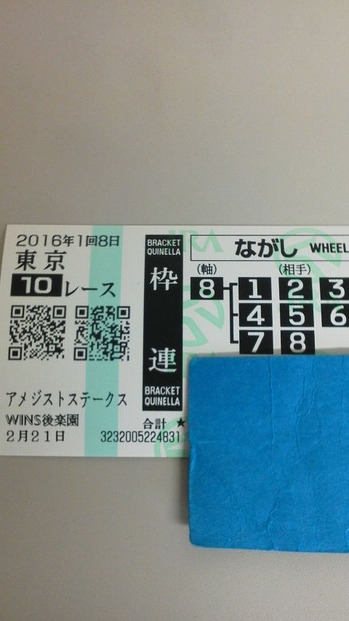 2016年1回8日
東京
10レース
アメジストステークス
WINS後楽園
2月21日
3232005224831
BRACKET
QUINELLA
枠連
BRACKET
QUINELLA
合計 ★
JRA
ながし WHEEL
(軸) (相手)
8 1 2 3
4 5 6
7 8